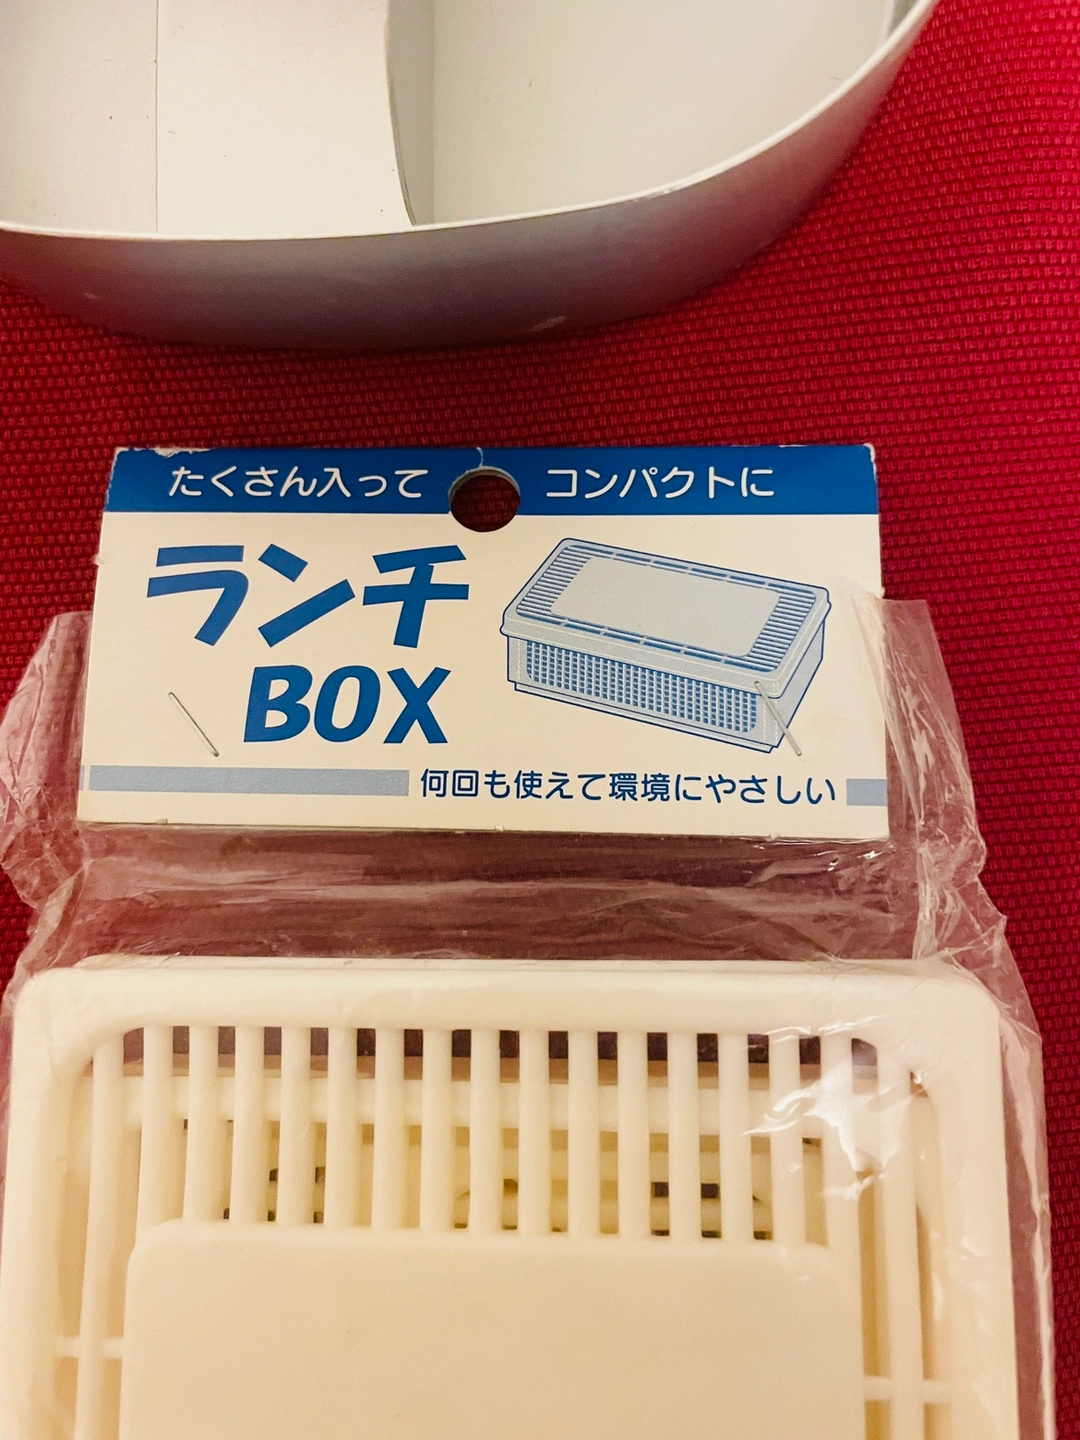 たくさん入って コンパクトに
ランチ
BOX
何回も使えて環境にやさしい